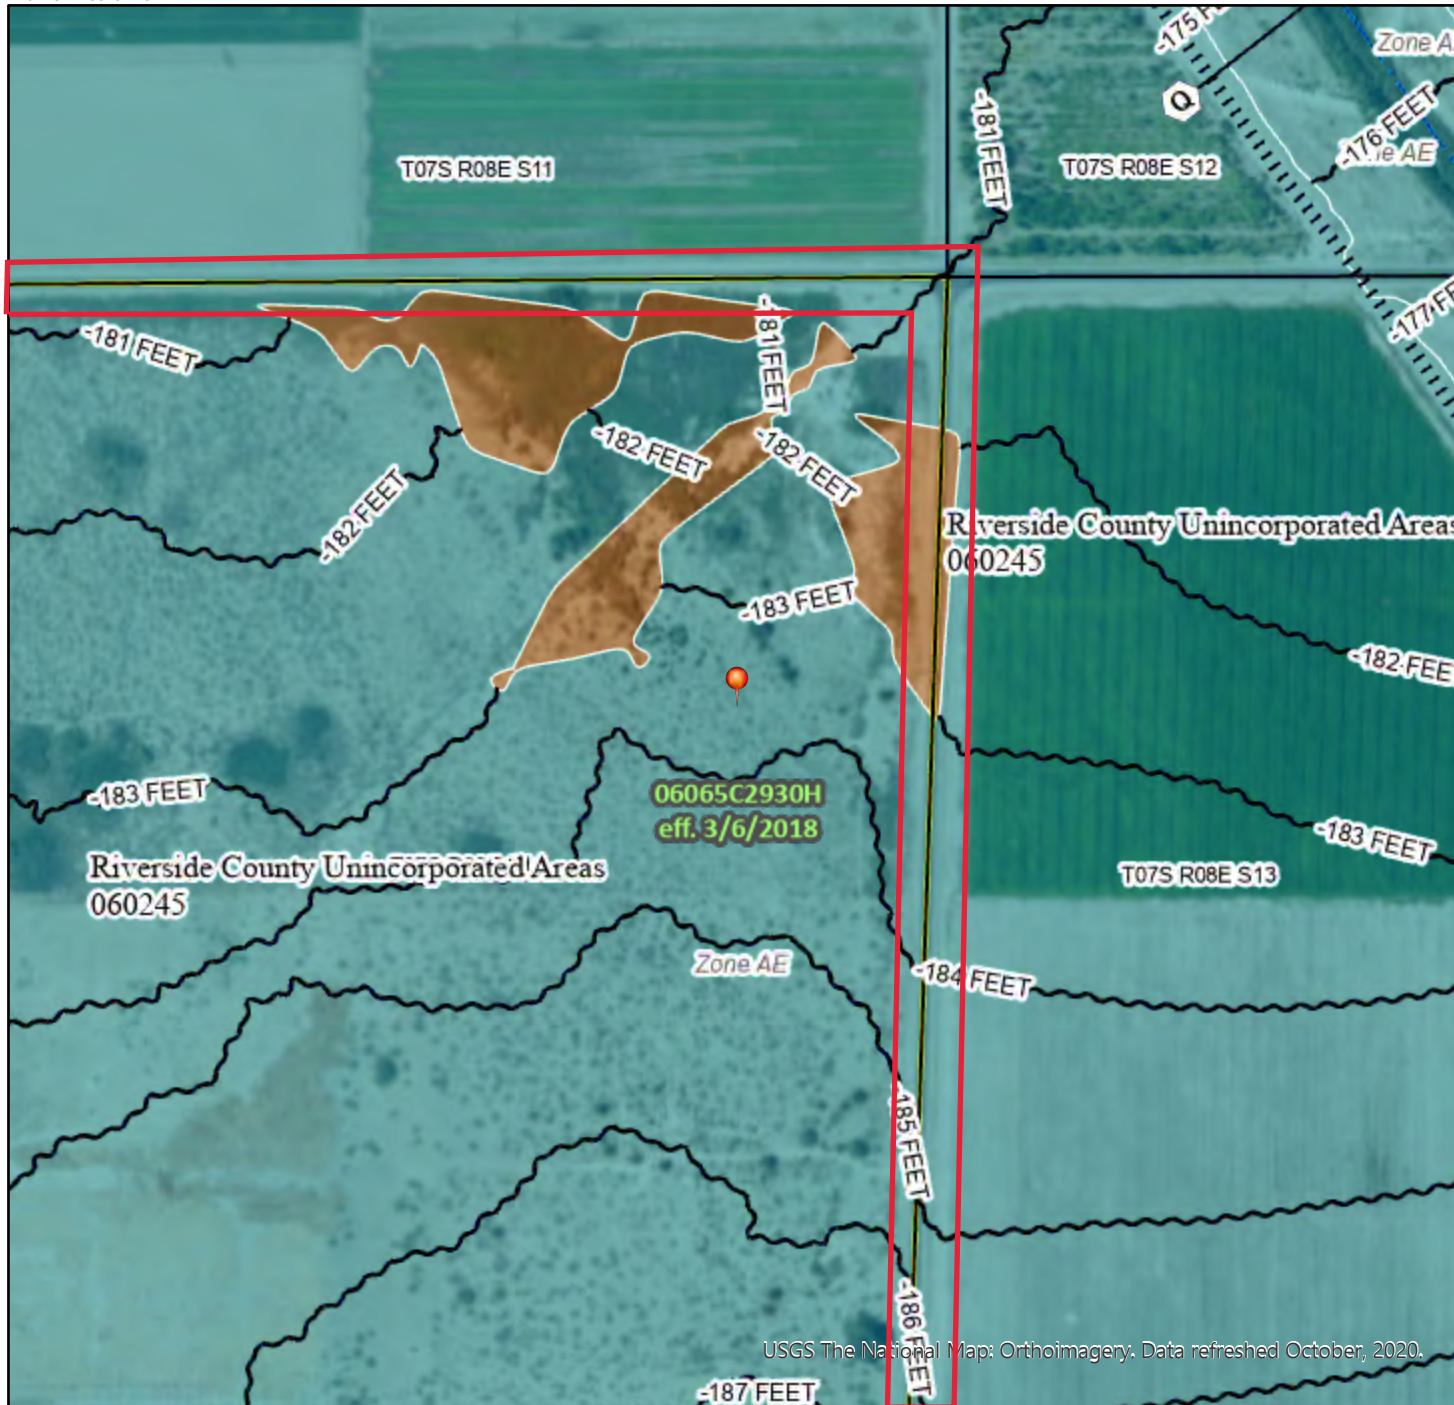 -175 F
Zone A
Q
-176 FEET
Zone AE
-181 FEET
T07S R08E S11
T07S R08E S12
-177 FE
-181 FEET
-181 FEET
-182 FEET
-182 FEET
-182 FEET
Riverside County Unincorporated Areas
060245
-183 FEET
-182 FEE
-183 FEET
06065C2930H
eff. 3/6/2018
-183 FEET
Riverside County Unincorporated Areas
060245
T07S R08E S13
Zone AE
-184 FEET
-185 FEET
-186 FEET
USGS The National Map: Orthoimagery. Data refreshed October, 2020.
-187 FEET